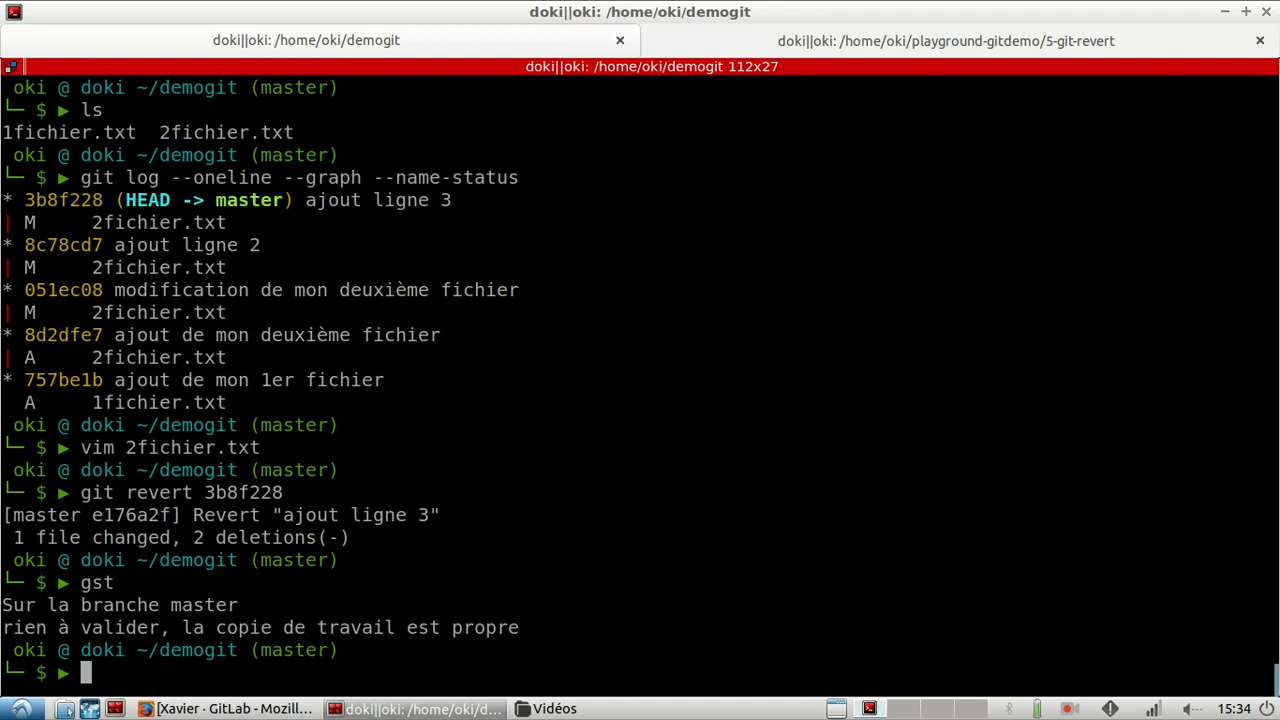 doki||oki: /home/oki/demogit
doki||oki: /home/oki/demogit
doki||oki: /home/oki/playground-gitdemo/5-git-revert
doki||oki: /home/oki/demogit 112x27
oki @ doki ~/demogit (master)
└─ $ ▶ ls
1fichier.txt  2fichier.txt
oki @ doki ~/demogit (master)
└─ $ ▶ git log --oneline --graph --name-status
* 3b8f228 (HEAD -> master) ajout ligne 3
| M     2fichier.txt
* 8c78cd7 ajout ligne 2
| M     2fichier.txt
* 051ec08 modification de mon deuxième fichier
| M     2fichier.txt
* 8d2dfe7 ajout de mon deuxième fichier
| A     2fichier.txt
* 757be1b ajout de mon 1er fichier
  A     1fichier.txt
oki @ doki ~/demogit (master)
└─ $ ▶ vim 2fichier.txt
oki @ doki ~/demogit (master)
└─ $ ▶ git revert 3b8f228
[master e176a2f] Revert "ajout ligne 3"
 1 file changed, 2 deletions(-)
oki @ doki ~/demogit (master)
└─ $ ▶ gst
Sur la branche master
rien à valider, la copie de travail est propre
oki @ doki ~/demogit (master)
└─ $ ▶
[Xavier · GitLab - Mozill...
doki||oki: /home/oki/d...
Vidéos
15:34